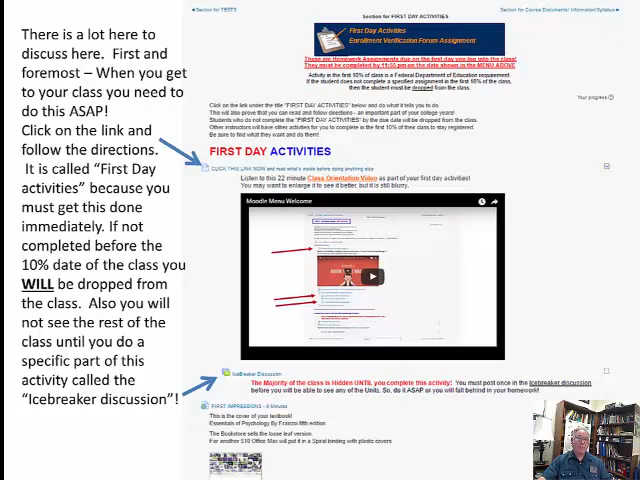 There is a lot here to
discuss here. First and
foremost – When you get
to your class you need to
do this ASAP!
Click on the link and
follow the directions.
It is called "First Day
activities" because you
must get this done
immediately. If not
completed before the
10% date of the class you
WILL be dropped from
the class. Also you will
not see the rest of the
class until you do a
specific part of this
activity called the
"Icebreaker discussion"!
Section for TESTS
Section for Course Documents/ Information/Syllabus
Section for FIRST DAY ACTIVITIES
First Day Activities
Enrollment Verification Forum Assignment
These are Homework Assignments due on the first day you log into the class!
They must be completed by 11:55 pm on the date shown in the MENU ABOVE
Activity in the first 10% of class is a Federal Department of Education requirement
If the student does not complete a specified assignment in the first 10% of class,
then the student must be dropped from the class.
Your progress
Click on the link under the title "FIRST DAY ACTIVITIES" below and do what it tells you to do.
This will also prove that you can read and follow directions - an important part of your college years!
Students who do not complete the "FIRST DAY ACTIVITIES" by the due date will be dropped from the class.
Other instructors will have other activities for you to complete in the first 10% of their class to stay registered.
Be sure to find what they want and do them!
FIRST DAY ACTIVITIES
CLICK THIS LINK NOW and read what's inside before doing anything else
Listen to this 22 minute Class Orientation Video as part of your first day activities!
You may want to enlarge it to see it better, but it is still blurry.
Moodle Menu Welcome
IceBreaker Discussion
The Majority of the class is Hidden UNTIL you complete this activity! You must post once in the Icebreaker discussion
before you will be able to see any of the Units. So, do it ASAP or you will fall behind in your homework!
FIRST IMPRESSIONS - 8 Minutes
This is the cover of your textbook!
Essentials of Psychology By Franzoi fifth edition.
The Bookstore sells the loose leaf version.
For another $10 Office Max will put it in a Spiral binding with plastic covers